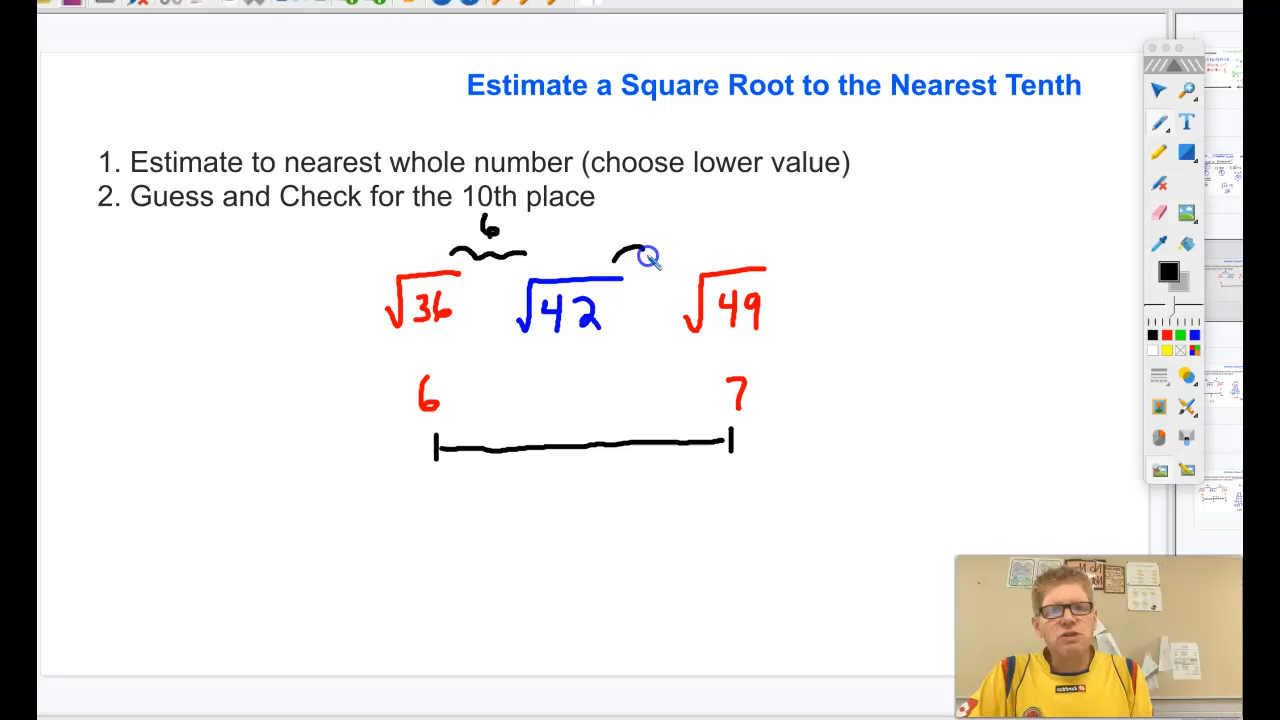 Estimate a Square Root to the Nearest Tenth
1. Estimate to nearest whole number (choose lower value)
2. Guess and Check for the 10th place
6
√36 √42 √49
6 7
T